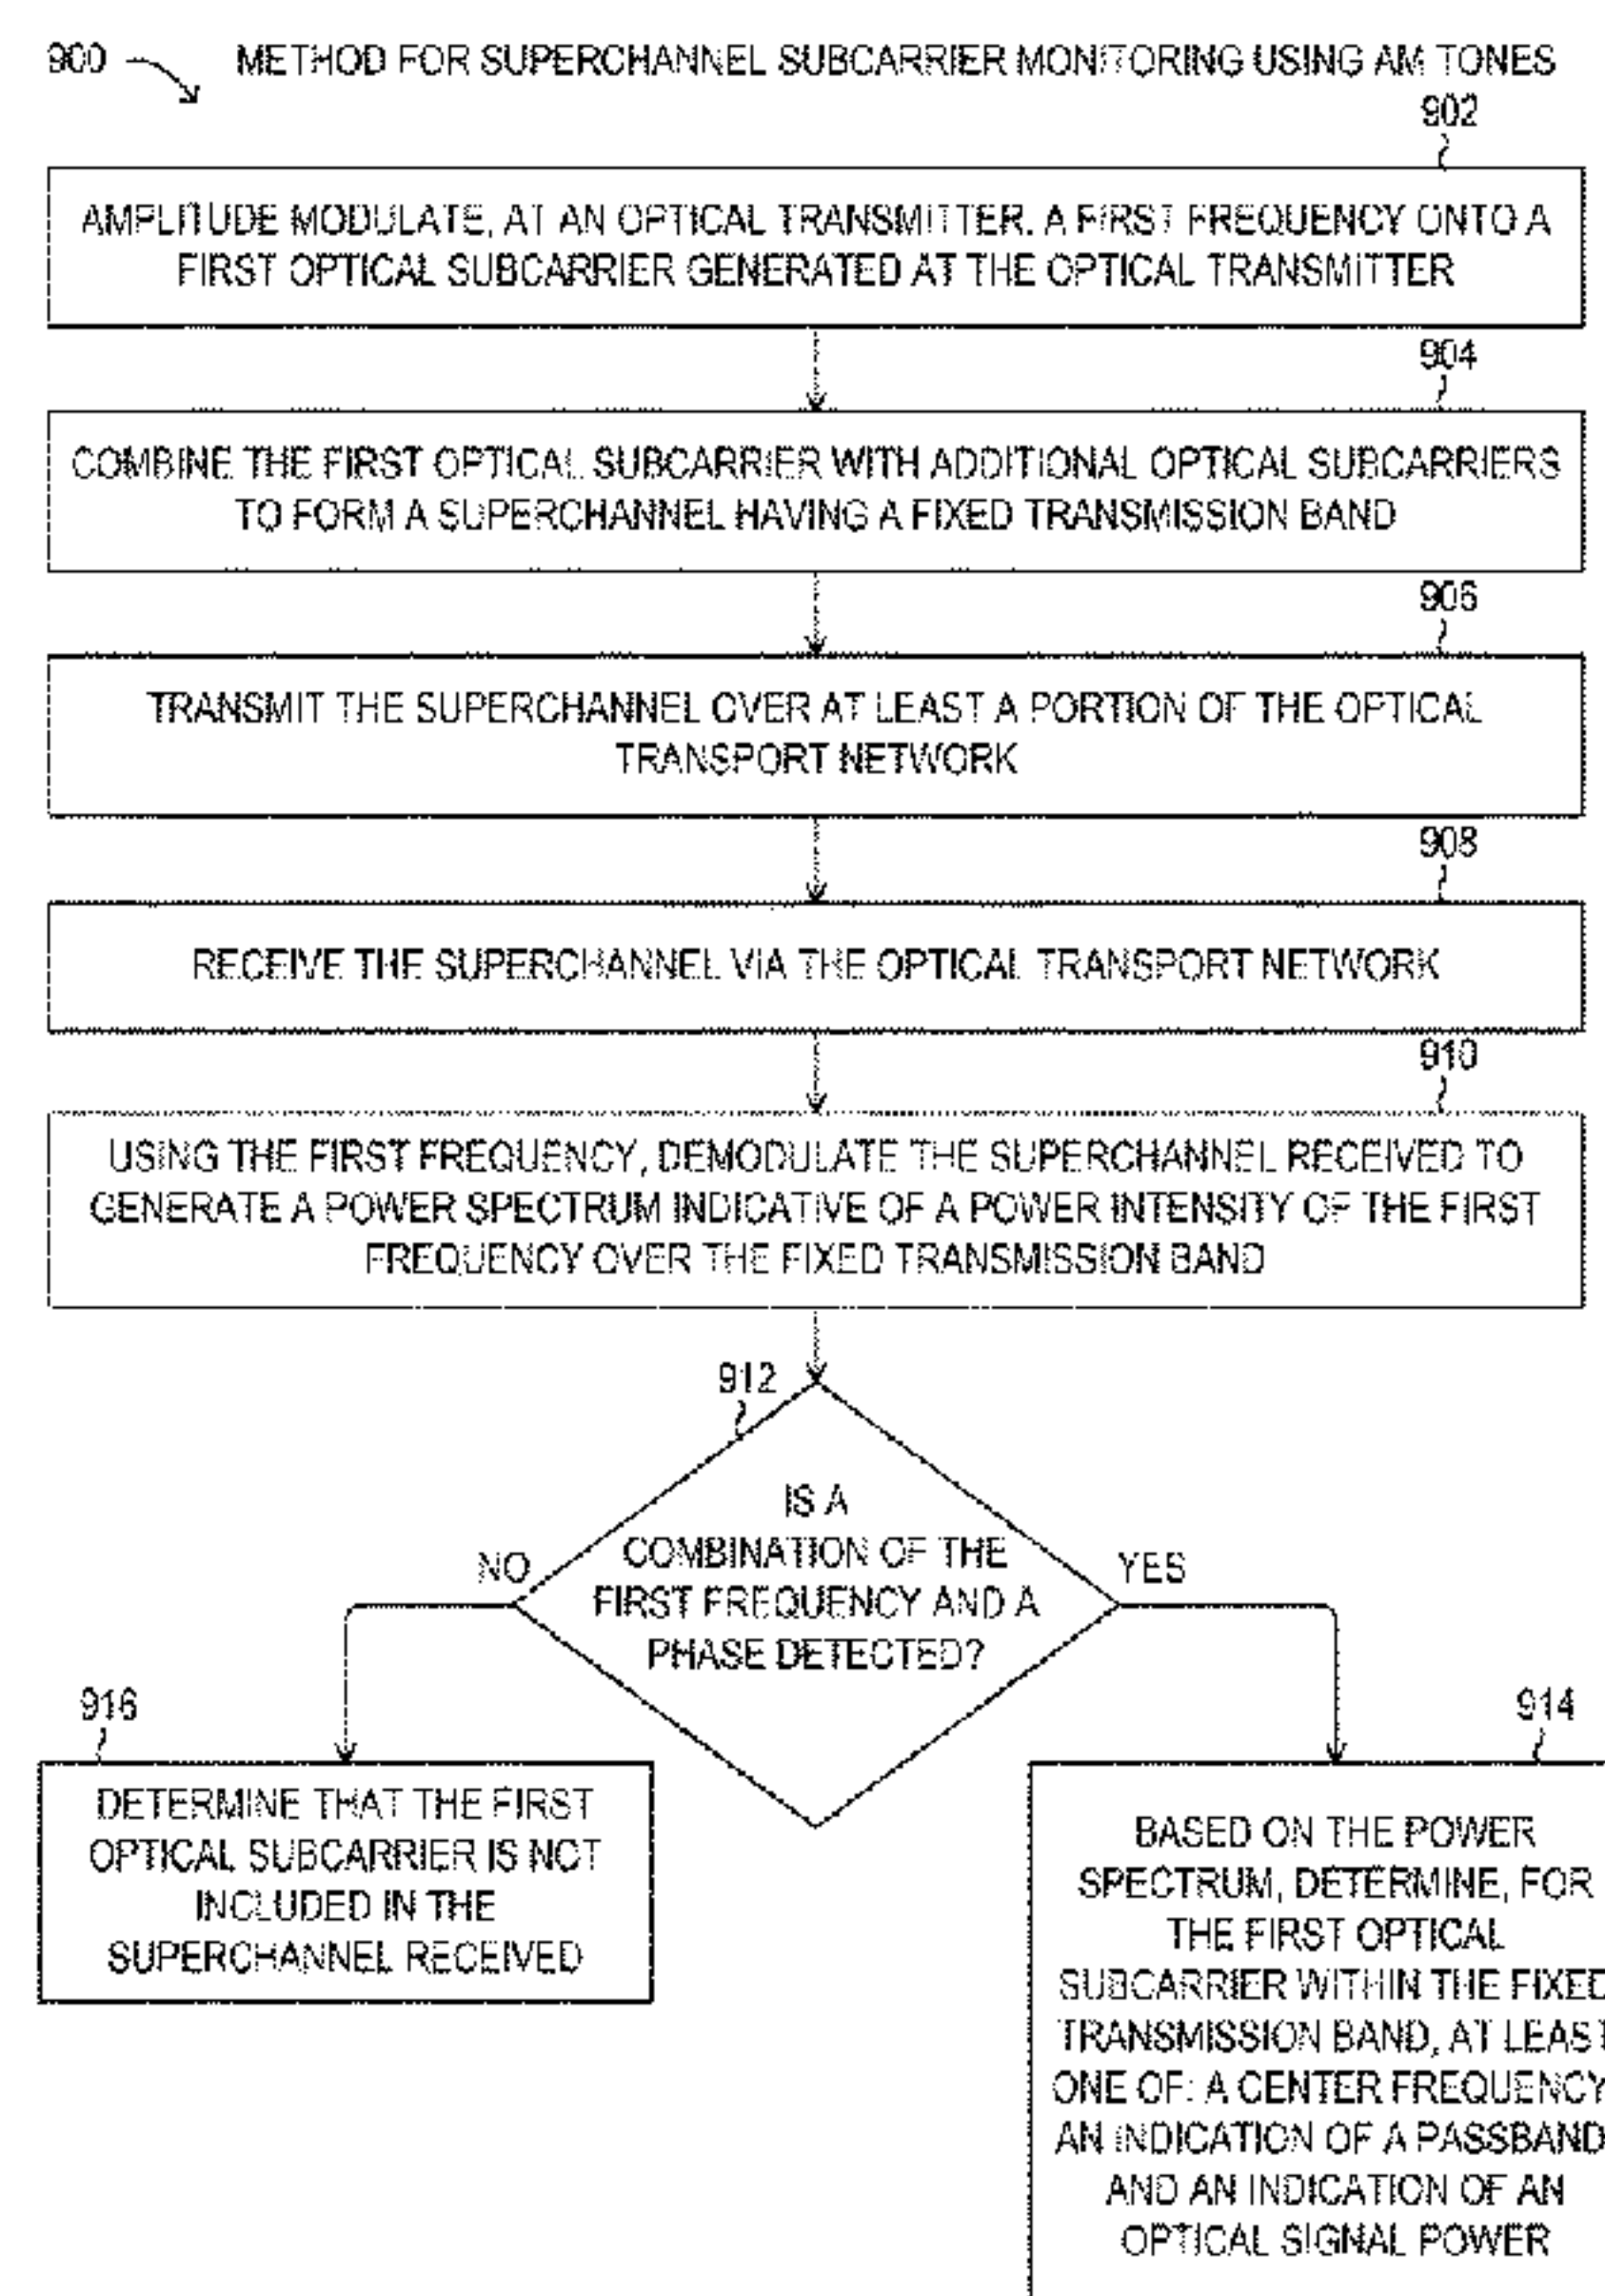 900
METHOD FOR SUPERCHANNEL SUBCARRIER MONITORING USING AM TONES
902
AMPLITUDE MODULATE, AT AN OPTICAL TRANSMITTER, A FIRST FREQUENCY ONTO A
FIRST OPTICAL SUBCARRIER GENERATED AT THE OPTICAL TRANSMITTER
904
COMBINE THE FIRST OPTICAL SUBCARRIER WITH ADDITIONAL OPTICAL SUBCARRIERS
TO FORM A SUPERCHANNEL HAVING A FIXED TRANSMISSION BAND
906
TRANSMIT THE SUPERCHANNEL OVER AT LEAST A PORTION OF THE OPTICAL
TRANSPORT NETWORK
908
RECEIVE THE SUPERCHANNEL VIA THE OPTICAL TRANSPORT NETWORK
910
USING THE FIRST FREQUENCY, DEMODULATE THE SUPERCHANNEL RECEIVED TO
GENERATE A POWER SPECTRUM INDICATIVE OF A POWER INTENSITY OF THE FIRST
FREQUENCY OVER THE FIXED TRANSMISSION BAND
912
IS A
COMBINATION OF THE
FIRST FREQUENCY AND A
PHASE DETECTED?
NO
YES
916
DETERMINE THAT THE FIRST
OPTICAL SUBCARRIER IS NOT
INCLUDED IN THE
SUPERCHANNEL RECEIVED
914
BASED ON THE POWER
SPECTRUM, DETERMINE, FOR
THE FIRST OPTICAL
SUBCARRIER WITHIN THE FIXED
TRANSMISSION BAND, AT LEAST
ONE OF: A CENTER FREQUENCY
AN INDICATION OF A PASSBAND
AND AN INDICATION OF AN
OPTICAL SIGNAL POWER